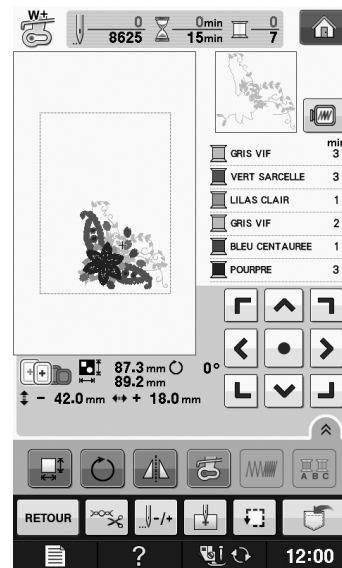 W+
0
8625
0min
15min
0
7
min
GRIS VIF 3
VERT SARCELLE 3
LILAS CLAIR 1
GRIS VIF 2
BLEU CENTAUREE 1
POURPRE 3
87.3 mm 0°
89.2 mm
- 42.0 mm + 18.0 mm
A B C
RETOUR
-/+
? 12:00